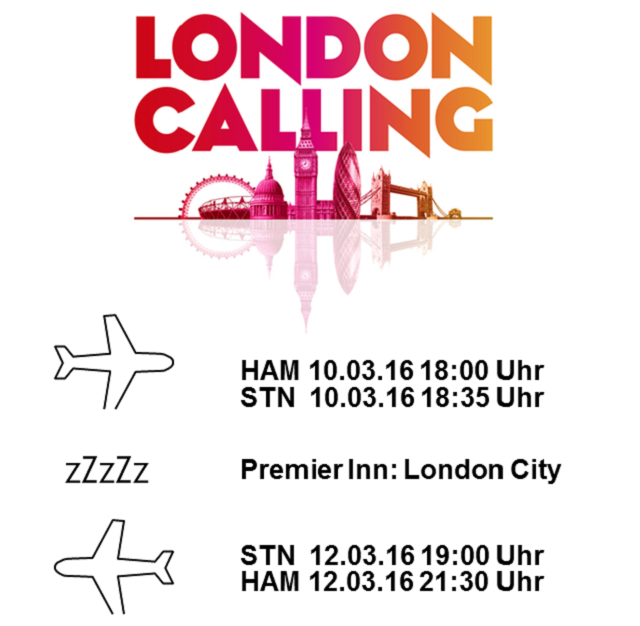 LONDON
CALLING
HAM 10.03.16 18:00 Uhr
STN 10.03.16 18:35 Uhr
zZzZz
Premier Inn: London City
STN 12.03.16 19:00 Uhr
HAM 12.03.16 21:30 Uhr